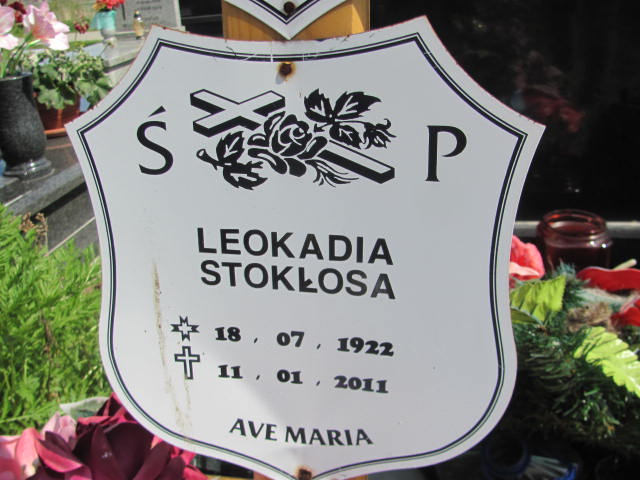 Ś P
LEOKADIA
STOKŁOSA
18 . 07 . 1922
11 . 01 . 2011
AVE MARIA